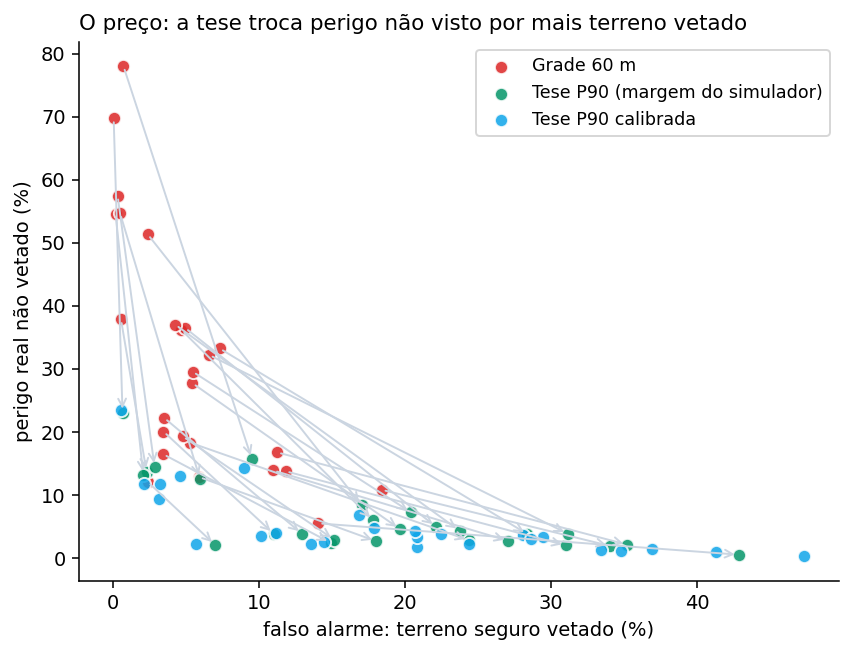 O preço: a tese troca perigo não visto por mais terreno vetado
Grade 60 m
Tese P90 (margem do simulador)
Tese P90 calibrada
perigo real não vetado (%)
80
70
60
50
40
30
20
10
0
0 10 20 30 40
falso alarme: terreno seguro vetado (%)